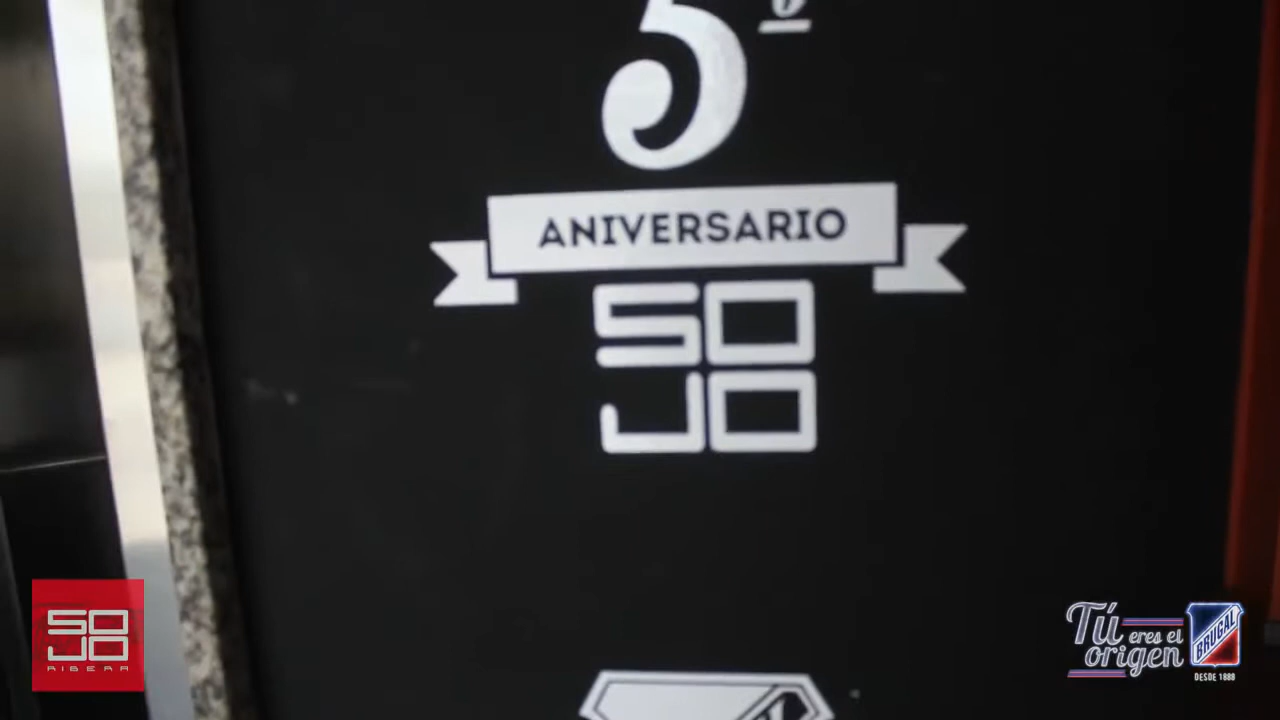 5º
ANIVERSARIO
SO
JO
SO
JO
RIBERA
Tú
eres el
origen
BRUGAL
DESDE 1888